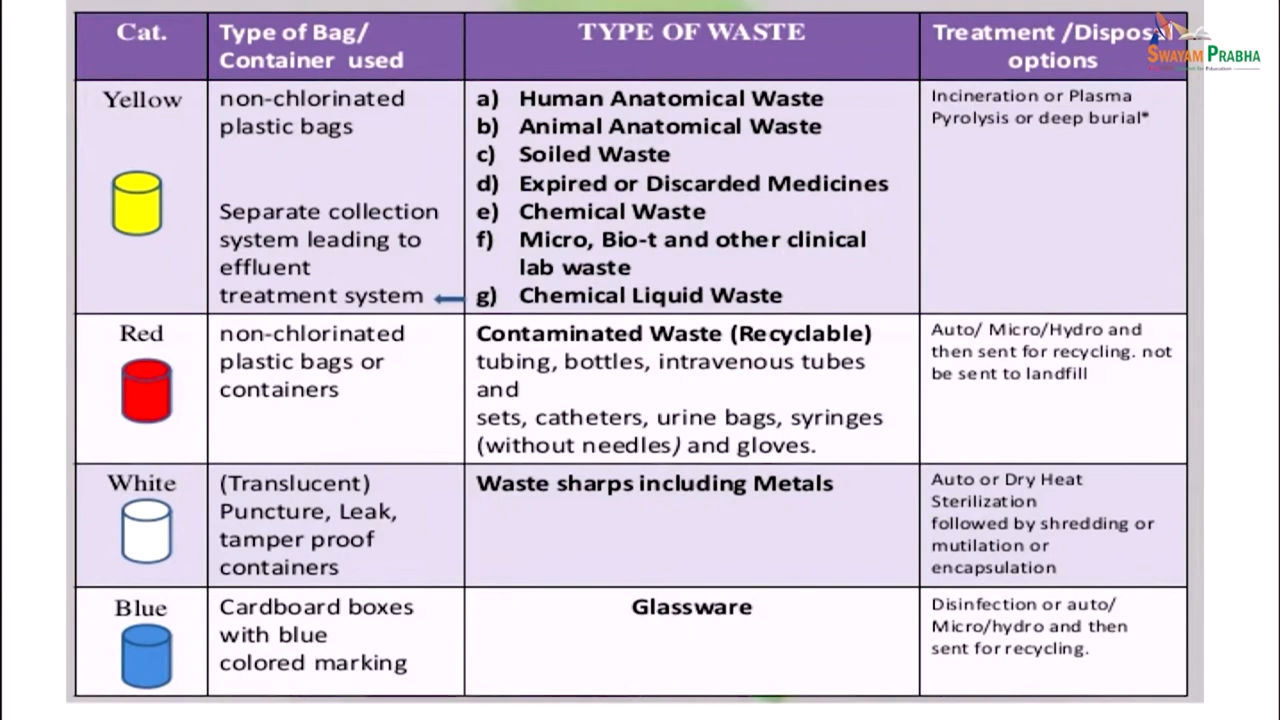 Cat.
Type of Bag/
Container used
TYPE OF WASTE
Treatment /Disposal
options
SWAYAM PRABHA
Yellow
non-chlorinated
plastic bags
Separate collection
system leading to
effluent
treatment system
a) Human Anatomical Waste
b) Animal Anatomical Waste
c) Soiled Waste
d) Expired or Discarded Medicines
e) Chemical Waste
f) Micro, Bio-t and other clinical
lab waste
g) Chemical Liquid Waste
Incineration or Plasma
Pyrolysis or deep burial*
Red
non-chlorinated
plastic bags or
containers
Contaminated Waste (Recyclable)
tubing, bottles, intravenous tubes
and
sets, catheters, urine bags, syringes
(without needles) and gloves.
Auto/ Micro/Hydro and
then sent for recycling. not
be sent to landfill
White
(Translucent)
Puncture, Leak,
tamper proof
containers
Waste sharps including Metals
Auto or Dry Heat
Sterilization
followed by shredding or
mutilation or
encapsulation
Blue
Cardboard boxes
with blue
colored marking
Glassware
Disinfection or auto/
Micro/hydro and then
sent for recycling.